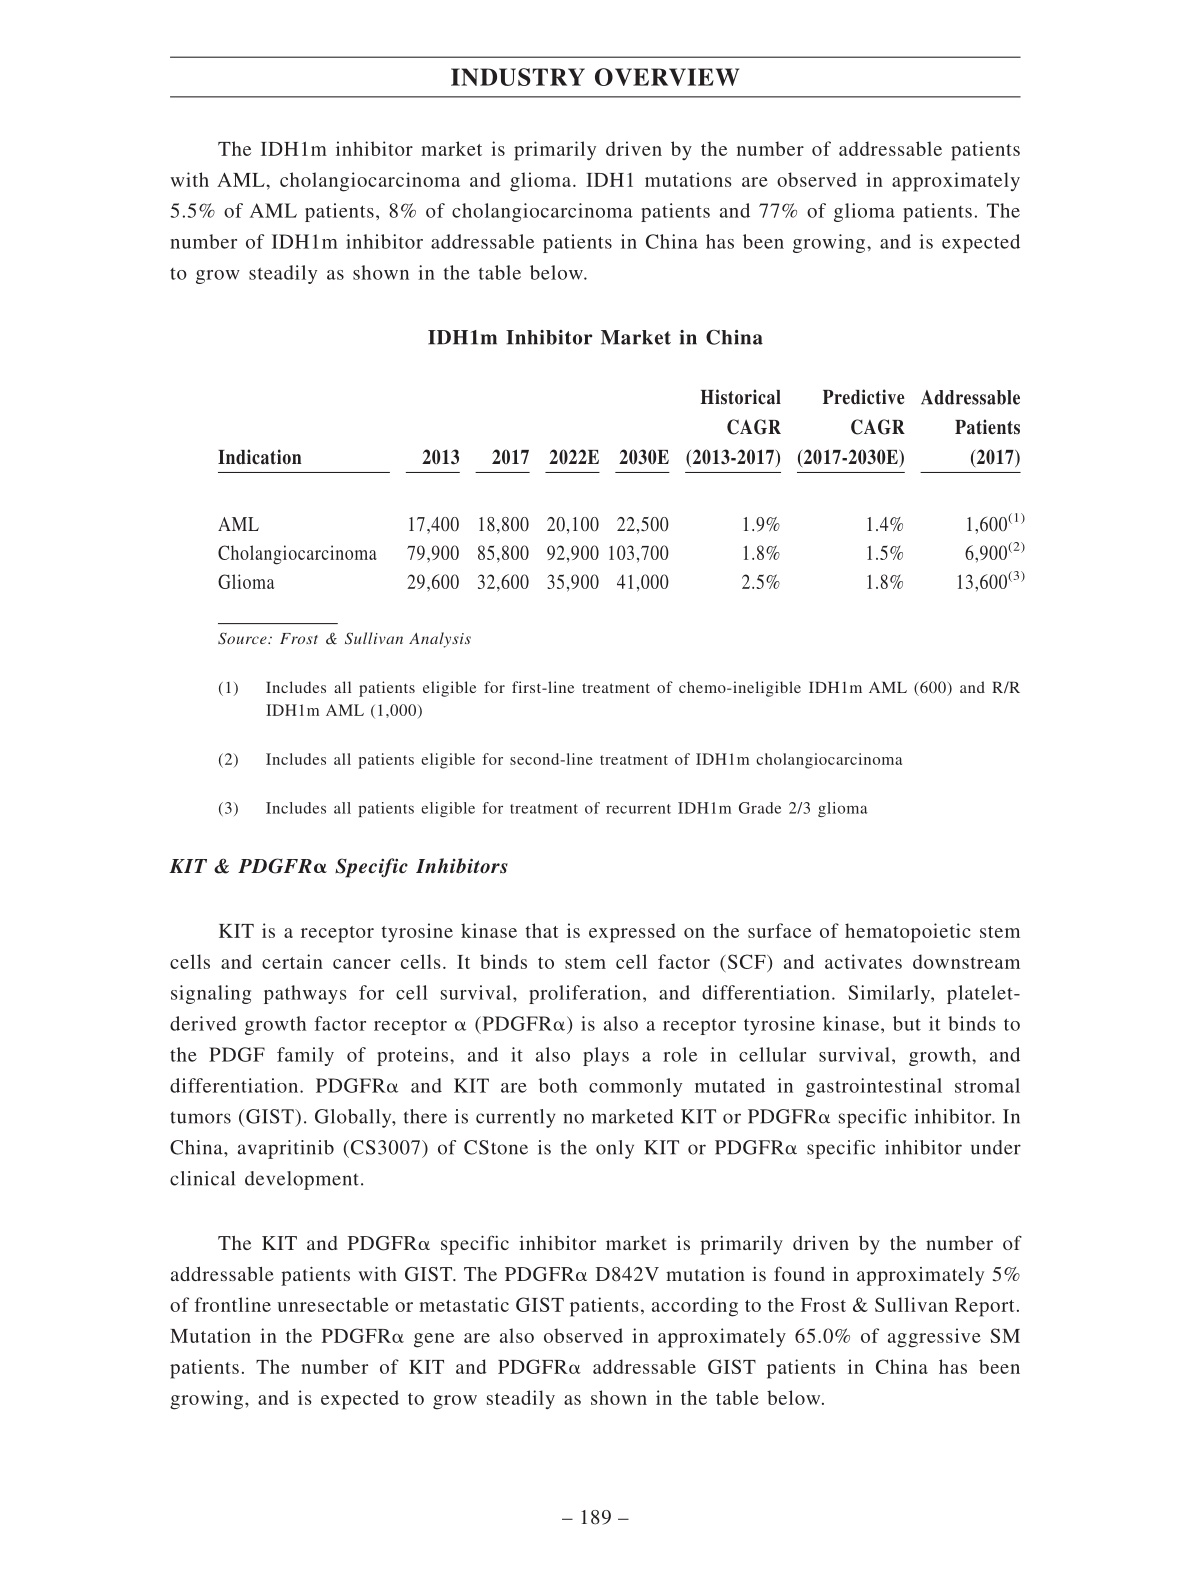 INDUSTRY OVERVIEW
The IDH1m inhibitor market is primarily driven by the number of addressable patients
with AML, cholangiocarcinoma and glioma. IDH1 mutations are observed in approximately
5.5% of AML patients, 8% of cholangiocarcinoma patients and 77% of glioma patients. The
number of IDH1m inhibitor addressable patients in China has been growing, and is expected
to grow steadily as shown in the table below.
IDH1m Inhibitor Market in China
Historical Predictive Addressable
CAGR CAGR Patients
Indication 2013 2017 2022E 2030E (2013-2017) (2017-2030E) (2017)
AML 17,400 18,800 20,100 22,500 1.9% 1.4% 1,600(1)
Cholangiocarcinoma 79,900 85,800 92,900 103,700 1.8% 1.5% 6,900(2)
Glioma 29,600 32,600 35,900 41,000 2.5% 1.8% 13,600(3)
Source: Frost & Sullivan Analysis
(1) Includes all patients eligible for first-line treatment of chemo-ineligible IDH1m AML (600) and R/R
IDH1m AML (1,000)
(2) Includes all patients eligible for second-line treatment of IDH1m cholangiocarcinoma
(3) Includes all patients eligible for treatment of recurrent IDH1m Grade 2/3 glioma
KIT & PDGFRα Specific Inhibitors
KIT is a receptor tyrosine kinase that is expressed on the surface of hematopoietic stem
cells and certain cancer cells. It binds to stem cell factor (SCF) and activates downstream
signaling pathways for cell survival, proliferation, and differentiation. Similarly, platelet-
derived growth factor receptor α (PDGFRα) is also a receptor tyrosine kinase, but it binds to
the PDGF family of proteins, and it also plays a role in cellular survival, growth, and
differentiation. PDGFRα and KIT are both commonly mutated in gastrointestinal stromal
tumors (GIST). Globally, there is currently no marketed KIT or PDGFRα specific inhibitor. In
China, avapritinib (CS3007) of CStone is the only KIT or PDGFRα specific inhibitor under
clinical development.
The KIT and PDGFRα specific inhibitor market is primarily driven by the number of
addressable patients with GIST. The PDGFRα D842V mutation is found in approximately 5%
of frontline unresectable or metastatic GIST patients, according to the Frost & Sullivan Report.
Mutation in the PDGFRα gene are also observed in approximately 65.0% of aggressive SM
patients. The number of KIT and PDGFRα addressable GIST patients in China has been
growing, and is expected to grow steadily as shown in the table below.
– 189 –